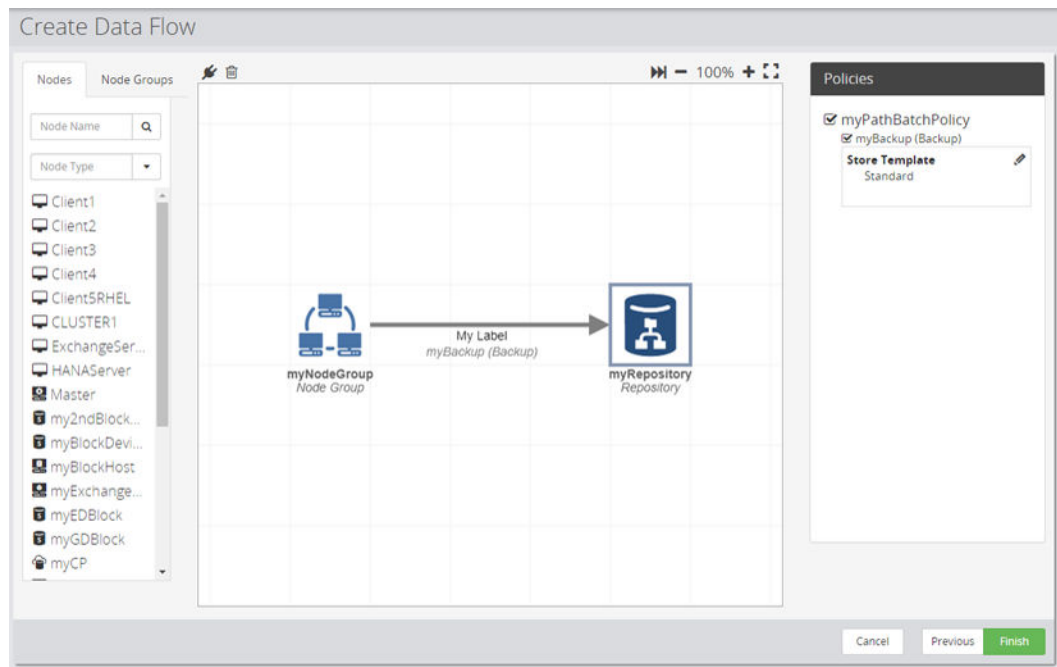 Create Data Flow
Nodes
Node Groups
Node Name
Node Type
Client1
Client2
Client3
Client4
Client5RHEL
CLUSTER1
ExchangeSer...
HANAServer
Master
my2ndBlock...
myBlockDevi...
myBlockHost
myExchange...
myEDBlock
myGDBlock
myCP
100%
My Label
myBackup (Backup)
myNodeGroup
Node Group
myRepository
Repository
Policies
myPathBatchPolicy
myBackup (Backup)
Store Template
Standard
Cancel
Previous
Finish